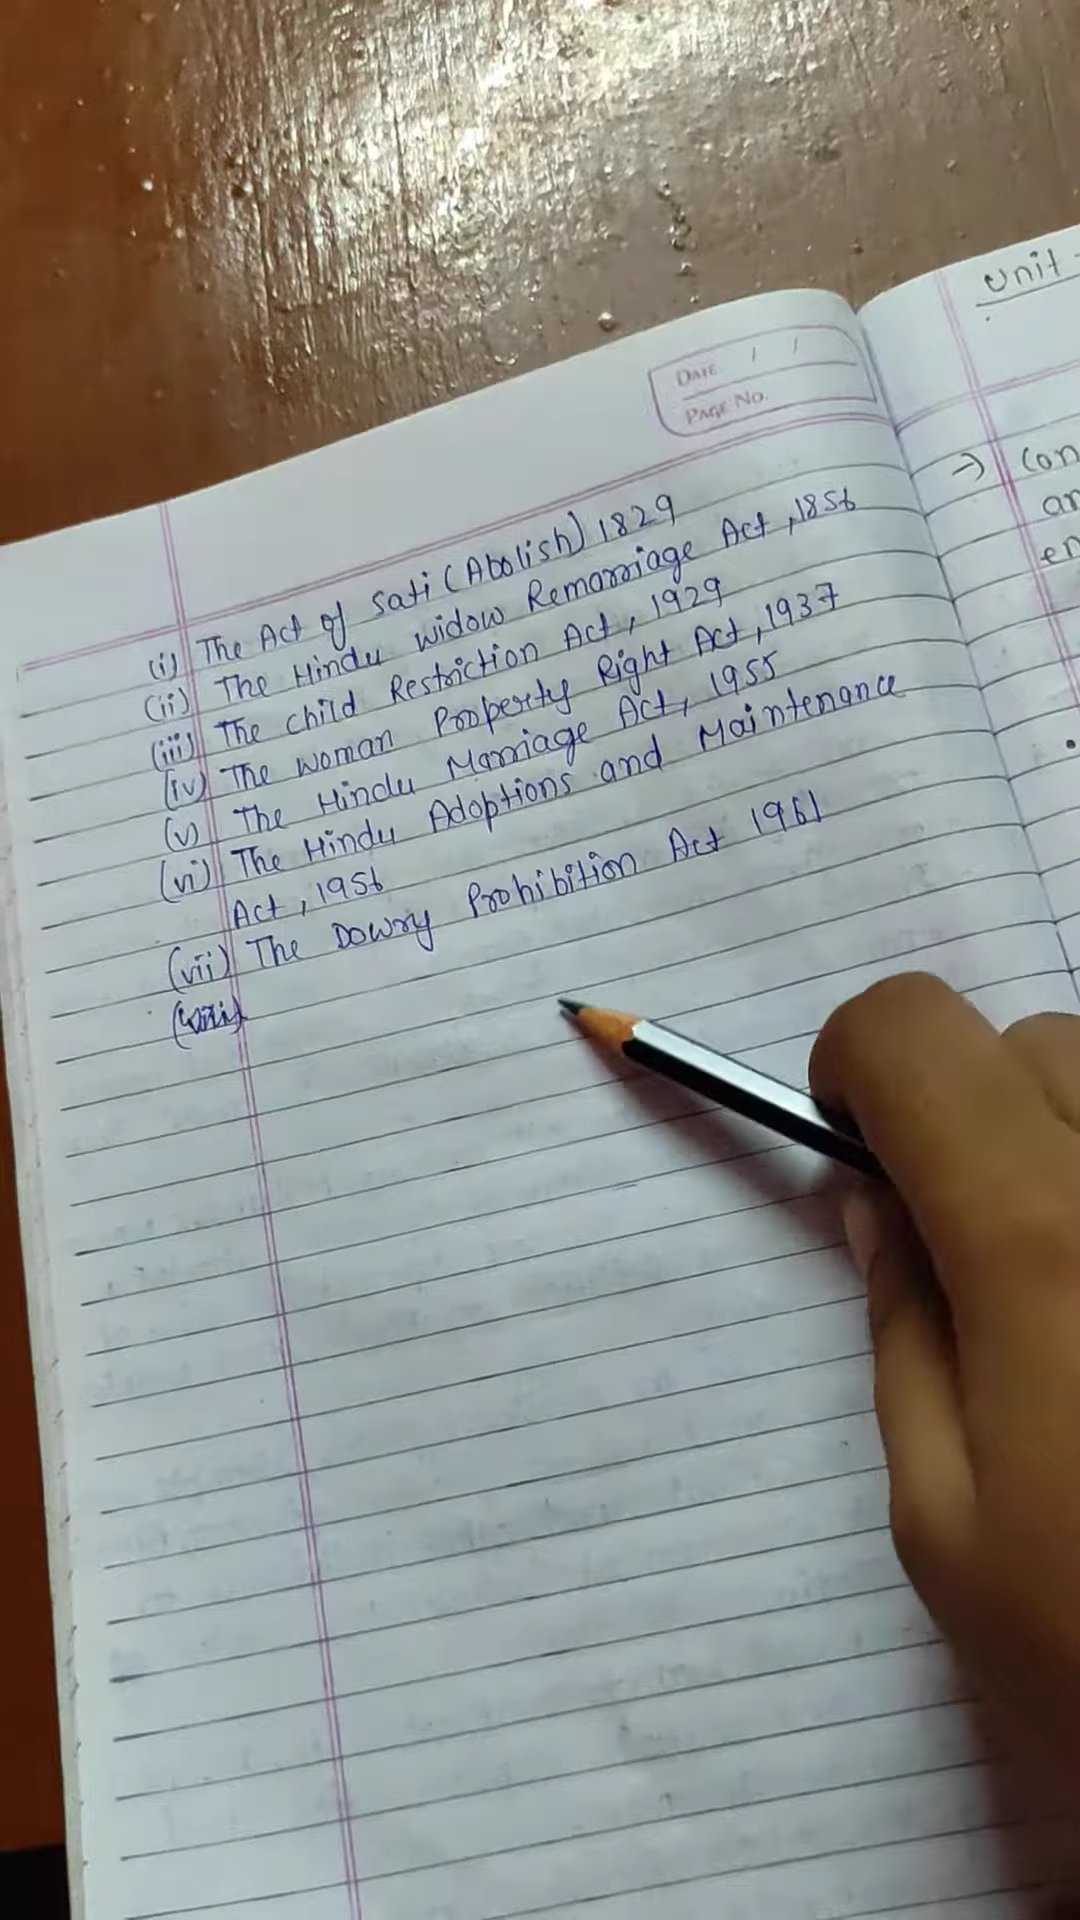 DATE / /
PAGE No.
(i) The Act of Sati (Abolish) 1829
(ii) The Hindu widow Remarriage Act, 1856
(iii) The child Restriction Act, 1929
(iv) The woman Property Right Act, 1937
(v) The Hindu Marriage Act, 1955
(vi) The Hindu Adoptions and Maintenance
Act, 1956
(vii) The Dowry Prohibition Act 1961
Unit -
→ Con
an
en